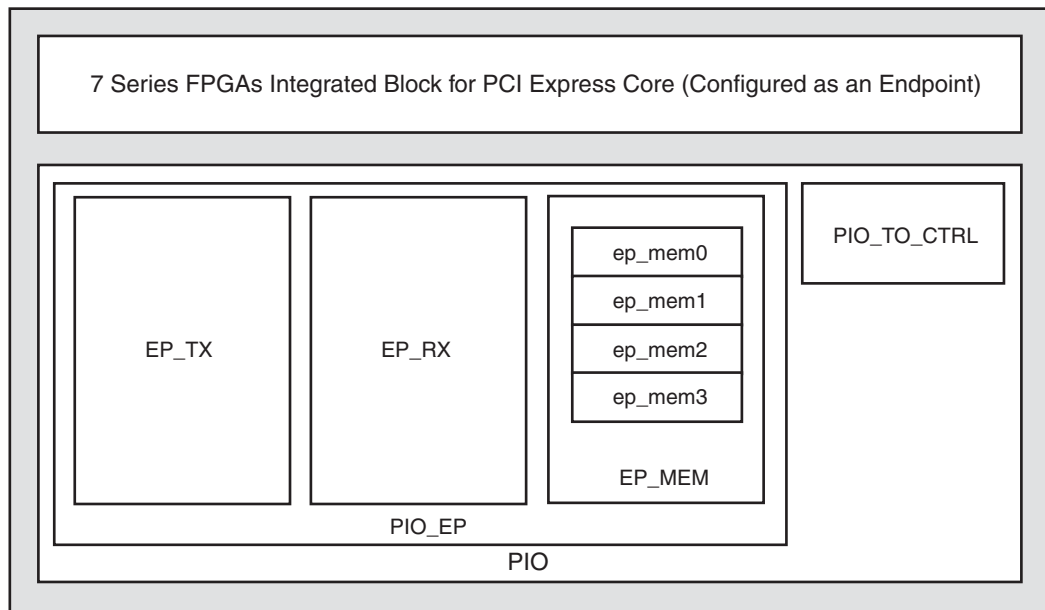 7 Series FPGAs Integrated Block for PCI Express Core (Configured as an Endpoint)
PIO_TO_CTRL
ep_mem0
ep_mem1
EP_TX
EP_RX
ep_mem2
ep_mem3
EP_MEM
PIO_EP
PIO